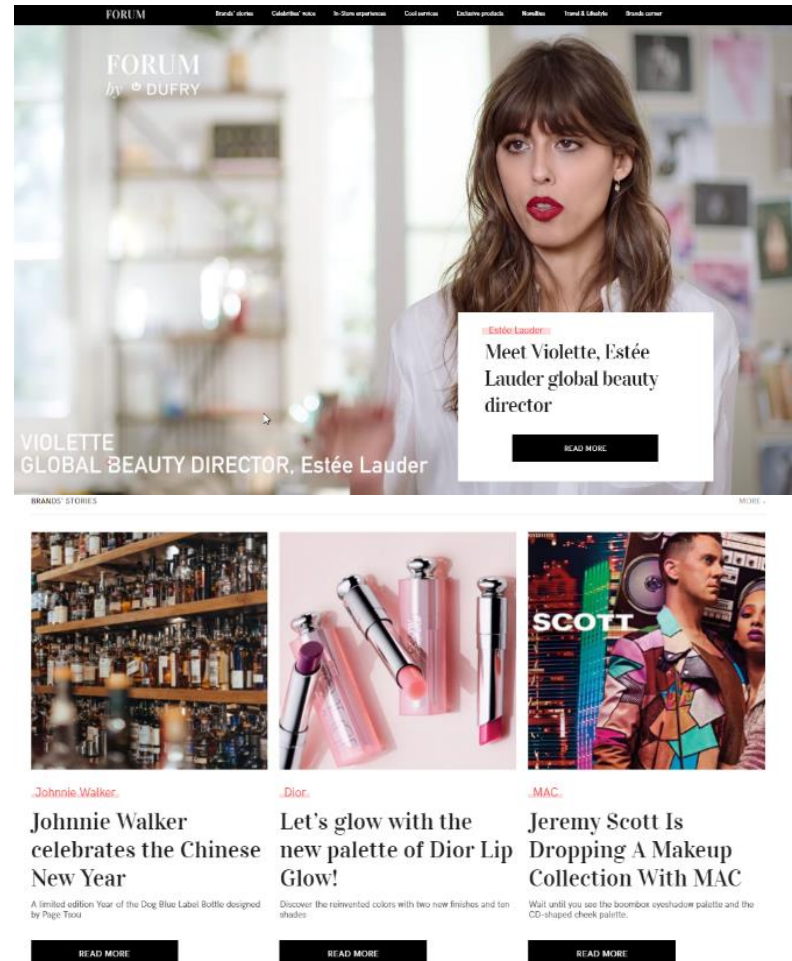 FORUM
Brands' stories
Celebrities' voice
In-Store experiences
Cool services
Exclusive products
Novelties
Travel & Lifestyle
Brands corner
FORUM
by DUFRY
Estée Lauder
Meet Violette, Estée
Lauder global beauty
director
READ MORE
VIOLETTE
GLOBAL BEAUTY DIRECTOR, Estée Lauder
BRANDS' STORIES
MORE
SCOTT
Johnnie Walker
Johnnie Walker
celebrates the Chinese
New Year
A limited edition Year of the Dog Blue Label Bottle designed
by Page Tsou
READ MORE
Dior
Let's glow with the
new palette of Dior Lip
Glow!
Discover the reinvented colors with two new finishes and ten
shades
READ MORE
MAC
Jeremy Scott Is
Dropping A Makeup
Collection With MAC
Wait until you see the boombox eyeshadow palette and the
CD-shaped cheek palette.
READ MORE